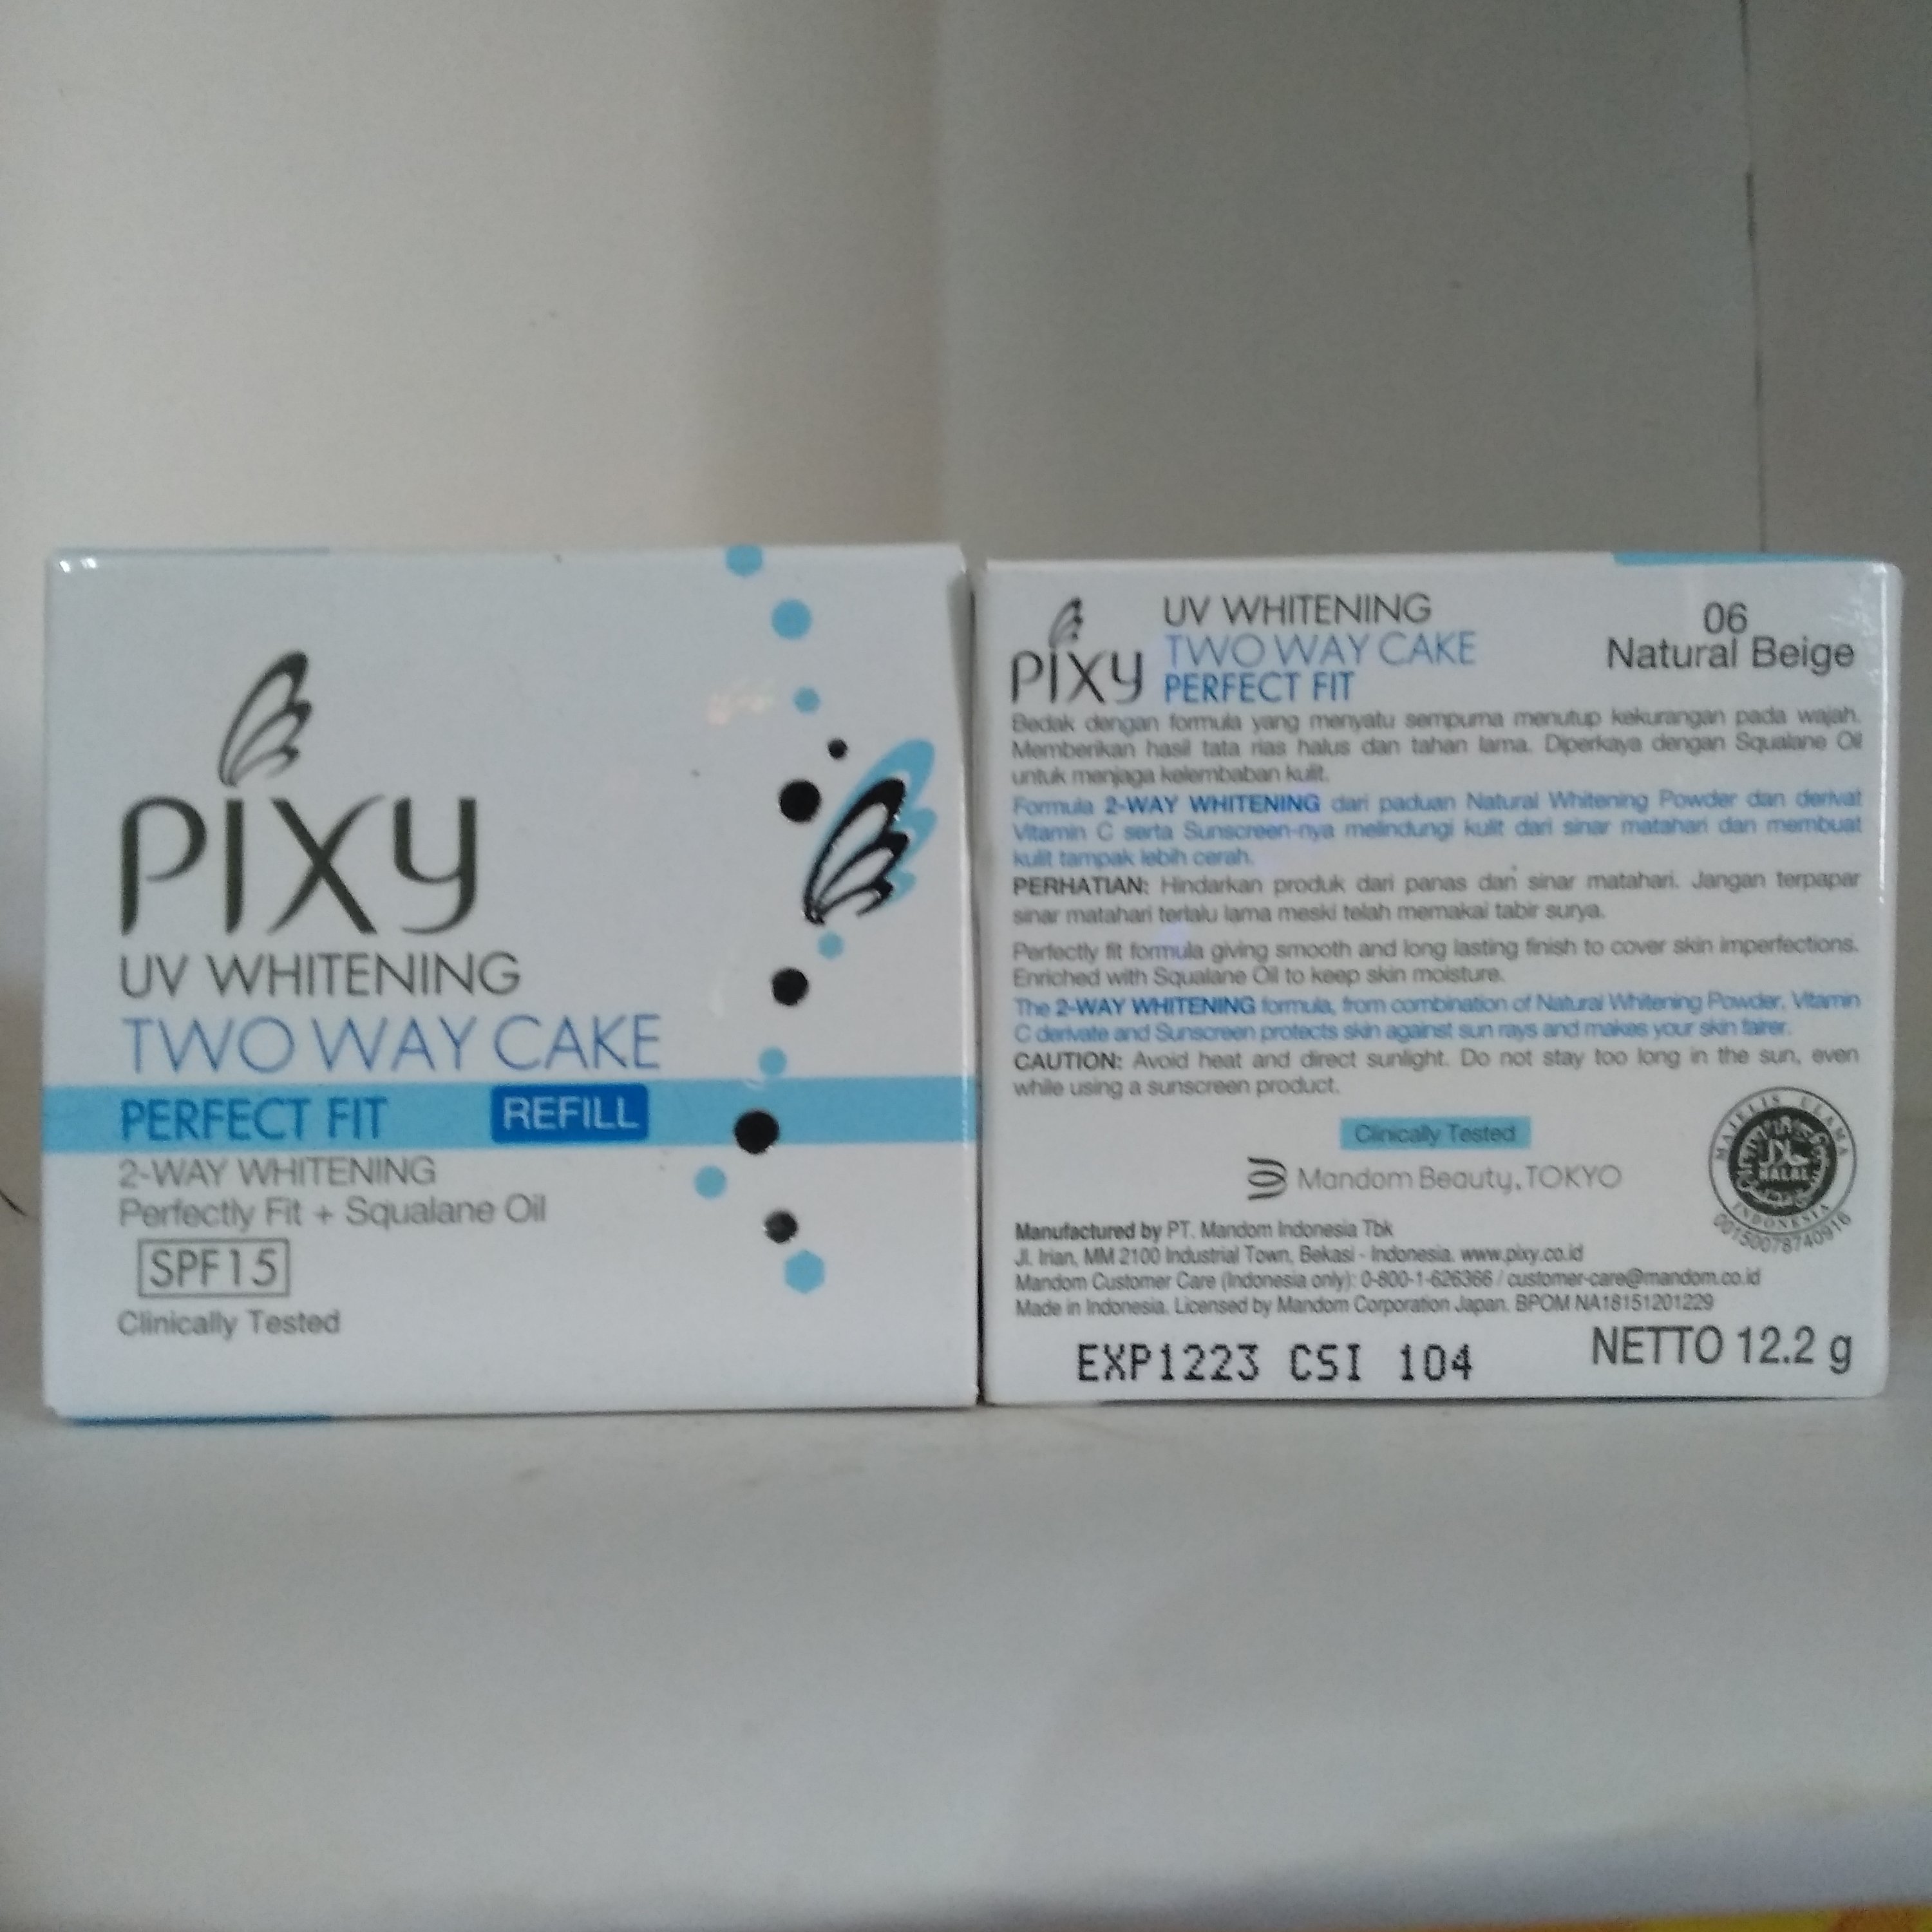 PIXY
UV WHITENING
TWO WAY CAKE
PERFECT FIT REFILL
2-WAY WHITENING
Perfectly Fit + Squalane Oil
SPF15
Clinically Tested
PIXY
UV WHITENING
TWO WAY CAKE
PERFECT FIT
06
Natural Beige
Bedak dengan formula yang menyatu sempurna menutup kekurangan pada wajah.
Memberikan hasil tata rias halus dan tahan lama. Diperkaya dengan Squalane Oil
untuk menjaga kelembaban kulit.
Formula 2-WAY WHITENING dari paduan Natural Whitening Powder dan derivat
Vitamin C serta Sunscreen-nya melindungi kulit dari sinar matahari dan membuat
kulit tampak lebih cerah.
PERHATIAN: Hindarkan produk dari panas dan sinar matahari. Jangan terpapar
sinar matahari terlalu lama meski telah memakai tabir surya.
Perfectly fit formula giving smooth and long lasting finish to cover skin imperfections.
Enriched with Squalane Oil to keep skin moisture.
The 2-WAY WHITENING formula, from combination of Natural Whitening Powder, Vitamin
C derivate and Sunscreen protects skin against sun rays and makes your skin fairer.
CAUTION: Avoid heat and direct sunlight. Do not stay too long in the sun, even
while using a sunscreen product.
Clinically Tested
Mandom Beauty, TOKYO
MAJELIS ULAMA
حلال
HALAL
INDONESIA
00150078740916
Manufactured by PT. Mandom Indonesia Tbk
Jl. Irian, MM 2100 Industrial Town, Bekasi - Indonesia. www.pixy.co.id
Mandom Customer Care (Indonesia only): 0-800-1-626366 / customer-care@mandom.co.id
Made in Indonesia. Licensed by Mandom Corporation Japan. BPOM NA18151201229
EXP1223 CSI 104
NETTO 12.2 g